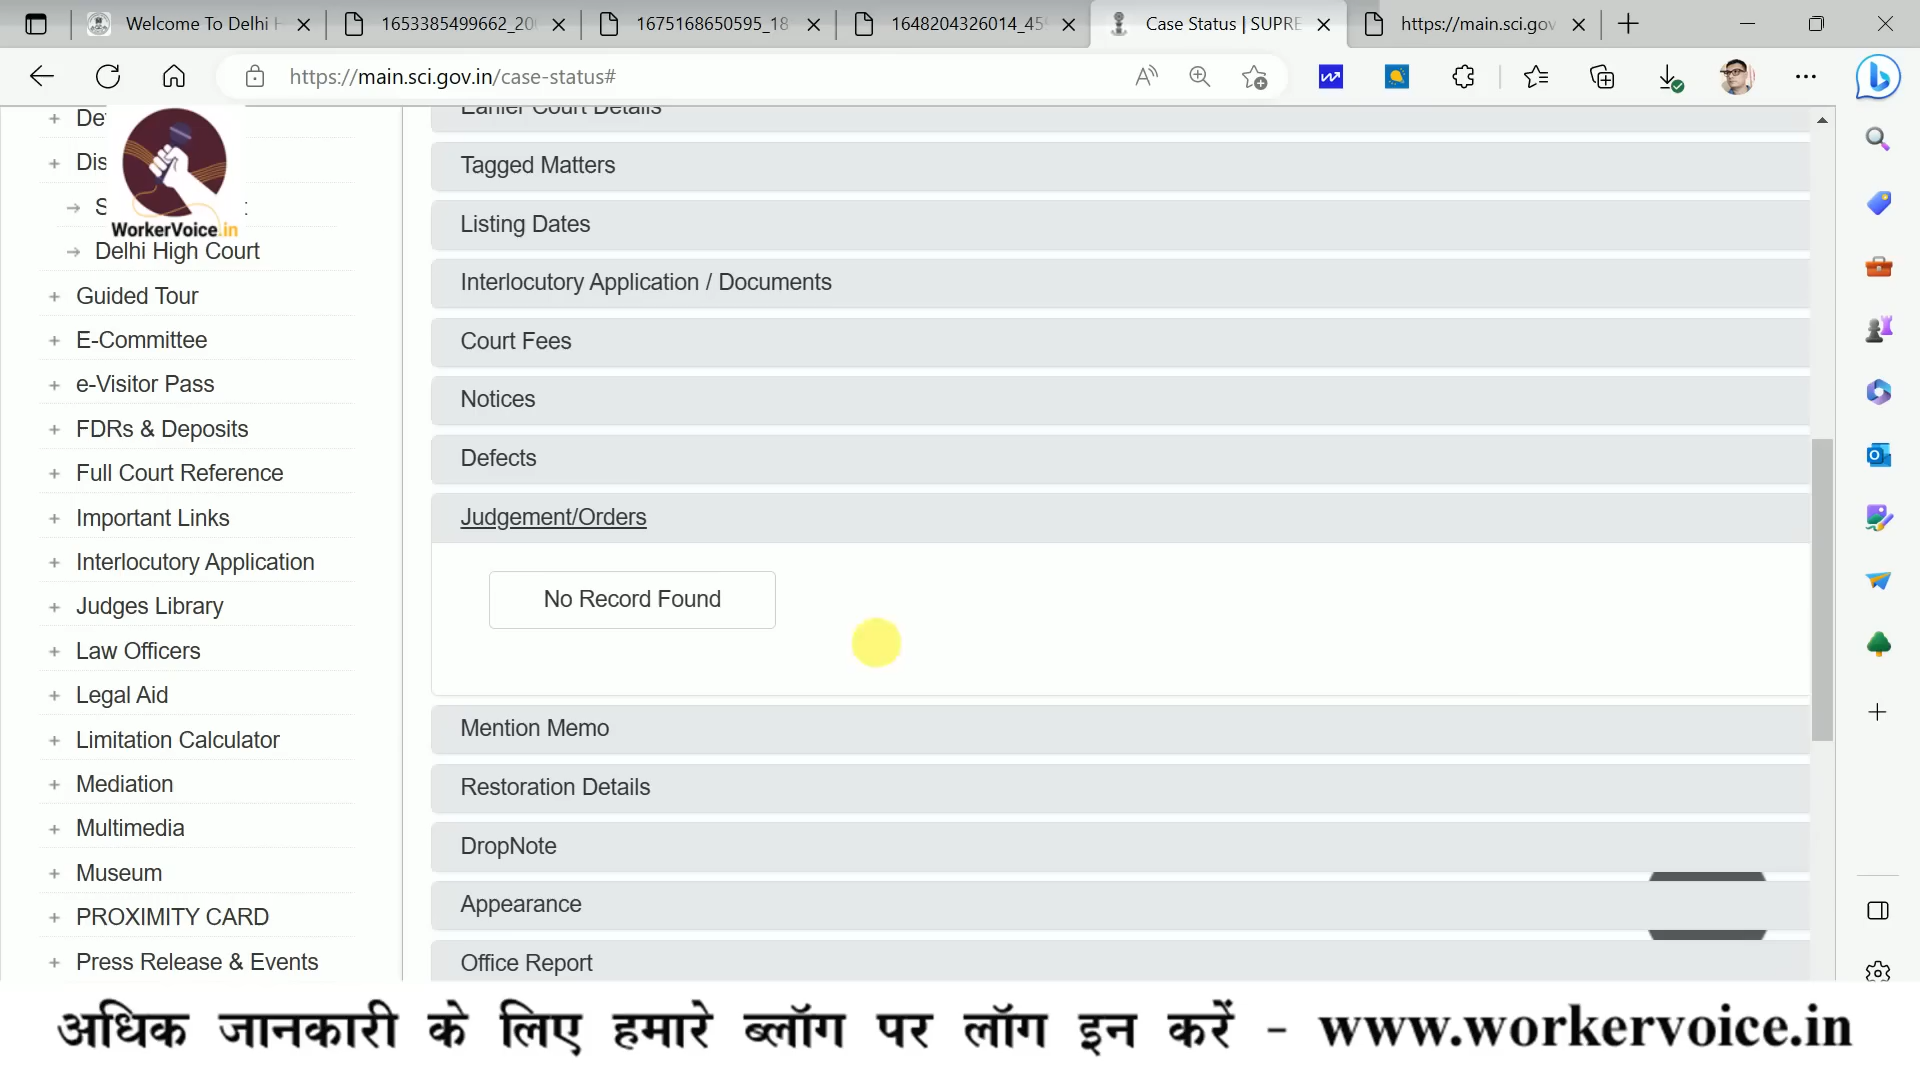 Welcome To Delhi H
1653385499662_20
1675168650595_18
1648204326014_45
Case Status | SUPRE
https://main.sci.gov
https://main.sci.gov.in/case-status#
WorkerVoice.in
Delhi High Court
Guided Tour
E-Committee
e-Visitor Pass
FDRs & Deposits
Full Court Reference
Important Links
Interlocutory Application
Judges Library
Law Officers
Legal Aid
Limitation Calculator
Mediation
Multimedia
Museum
PROXIMITY CARD
Press Release & Events
Earlier Court Details
Tagged Matters
Listing Dates
Interlocutory Application / Documents
Court Fees
Notices
Defects
Judgement/Orders
No Record Found
Mention Memo
Restoration Details
DropNote
Appearance
Office Report
अधिक जानकारी के लिए हमारे ब्लॉग पर लॉग इन करें - www.workervoice.in